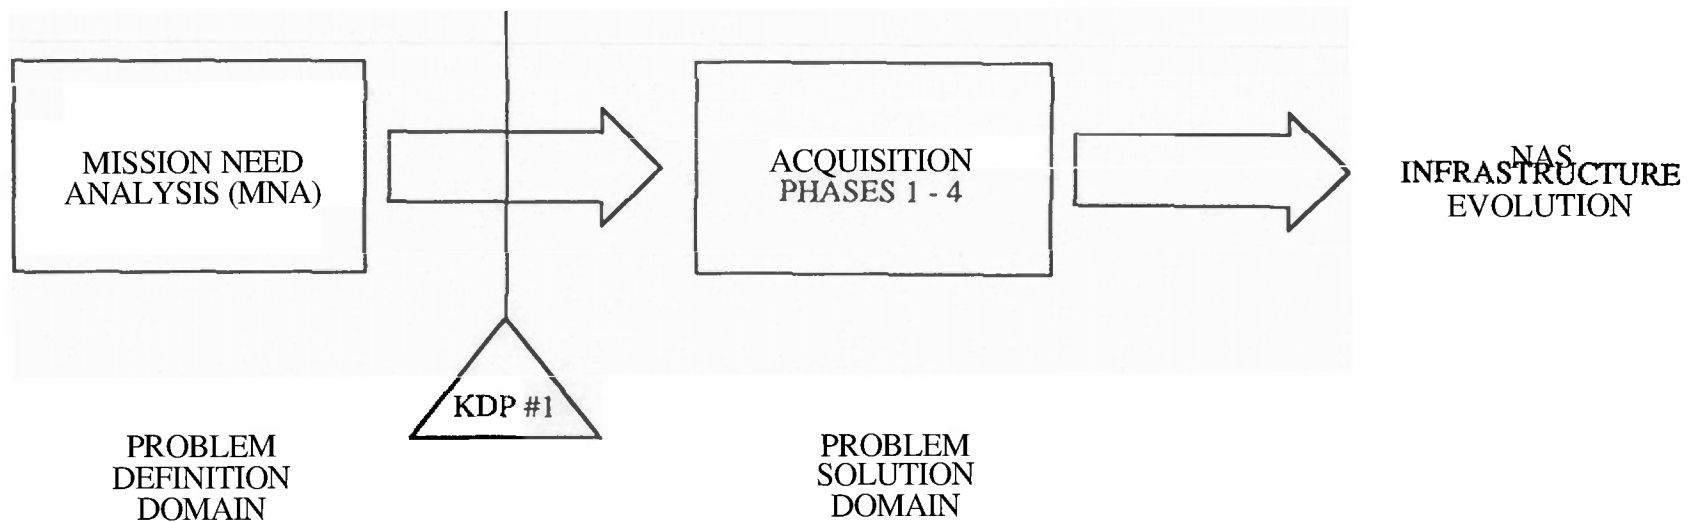 MISSION NEED
ANALYSIS (MNA)
ACQUISITION
PHASES 1 - 4
NAS
INFRASTRUCTURE
EVOLUTION
KDP #1
PROBLEM
DEFINITION
DOMAIN
PROBLEM
SOLUTION
DOMAIN